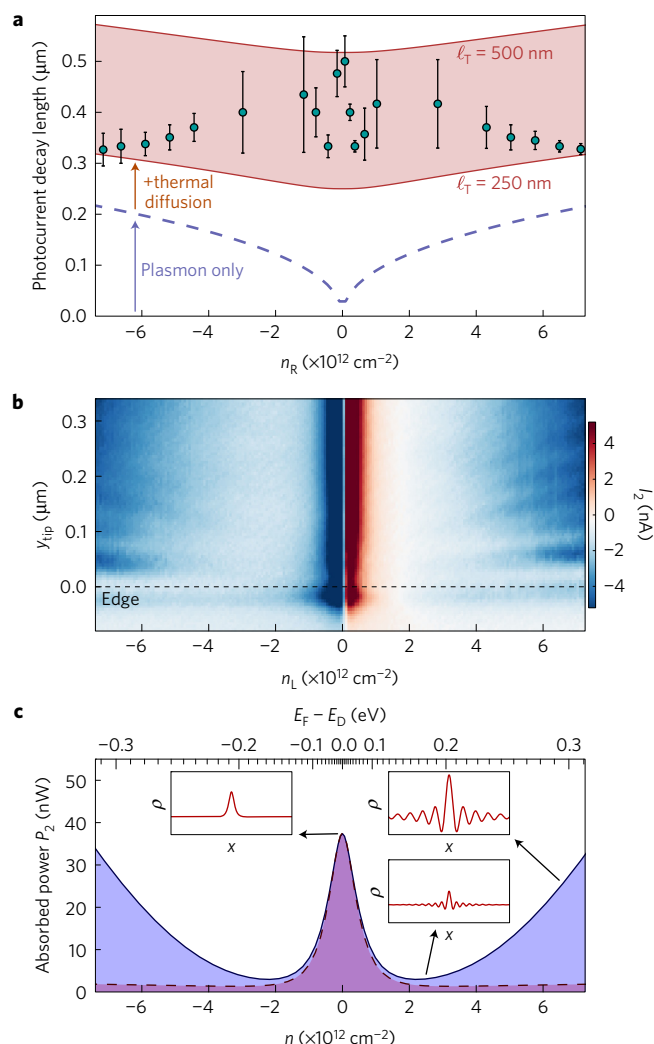 a
Photocurrent decay length (μm)
0.5
0.4
0.3
0.2
0.1
0.0
ℓT = 500 nm
ℓT = 250 nm
+thermal
diffusion
Plasmon only
−6 −4 −2 0 2 4 6
nR (×10¹² cm⁻²)
b
ytip (μm)
0.3
0.2
0.1
0.0
Edge
4
2
0
−2
−4
I2 (nA)
−6 −4 −2 0 2 4 6
nL (×10¹² cm⁻²)
c
EF − ED (eV)
−0.3 −0.2 −0.1 0.0 0.1 0.2 0.3
Absorbed power P2 (nW)
50
40
30
20
10
0
ρ
x
ρ
x
ρ
x
−6 −4 −2 0 2 4 6
n (×10¹² cm⁻²)